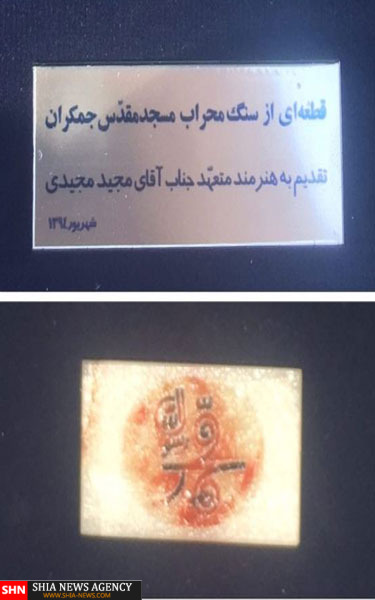 قطعه‌ای از سنگ محراب مسجد مقدّس جمکران
تقدیم به هنرمند متعهّد جناب آقای مجید مجیدی
شهریور ۱۳۹۴
SHN SHIA NEWS AGENCY
WWW.SHIA-NEWS.COM